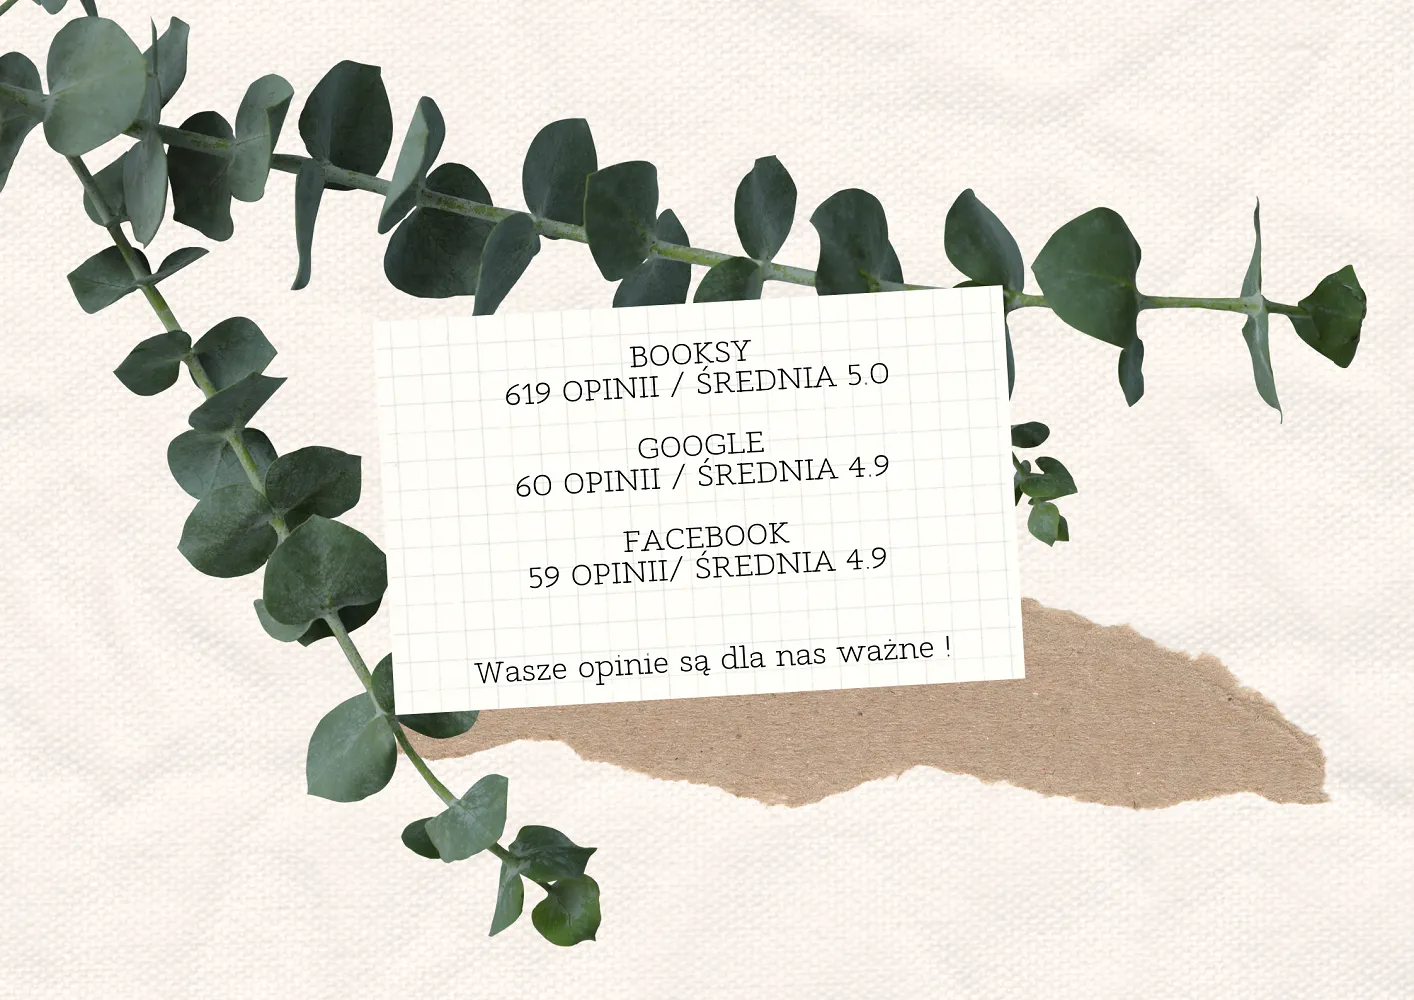 BOOKSY
619 OPINII / ŚREDNIA 5.0
GOOGLE
60 OPINII / ŚREDNIA 4.9
FACEBOOK
59 OPINII/ ŚREDNIA 4.9
Wasze opinie są dla nas ważne !